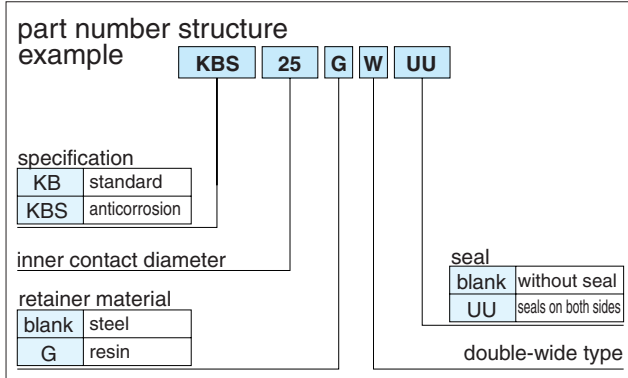 part number structure
example
KBS 25 G W UU
specification
KB standard
KBS anticorrosion
inner contact diameter
retainer material
blank steel
G resin
seal
blank without seal
UU seals on both sides
double-wide type